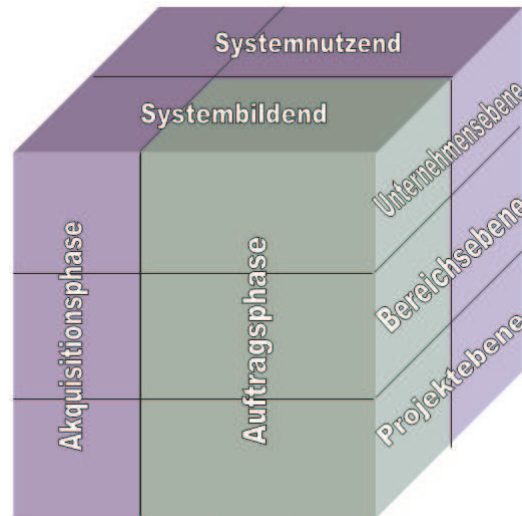 Systemnutzend
Systembildend
Akquisitionsphase
Auftragsphase
Unternehmensebene
Bereichsebene
Projektebene